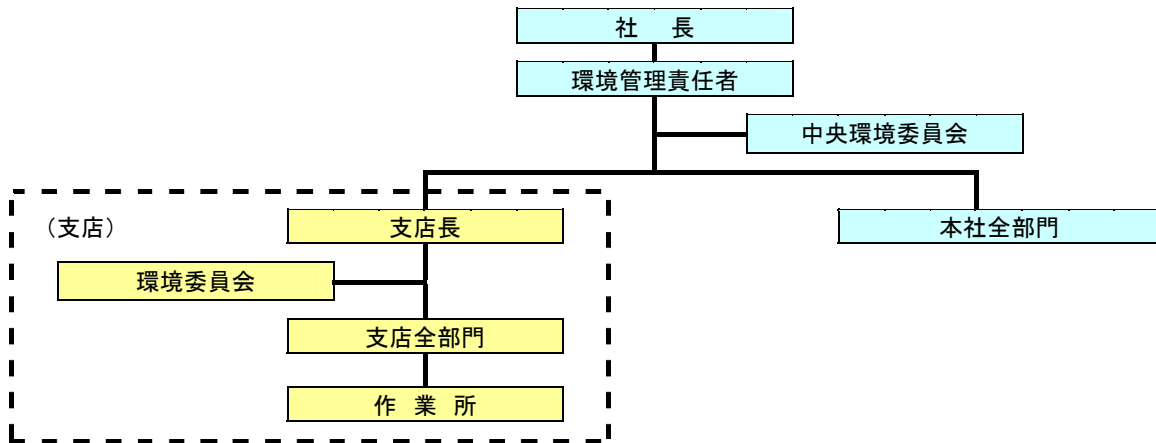 社　長
環境管理責任者
中央環境委員会
（支店）
支店長
本社全部門
環境委員会
支店全部門
作　業　所